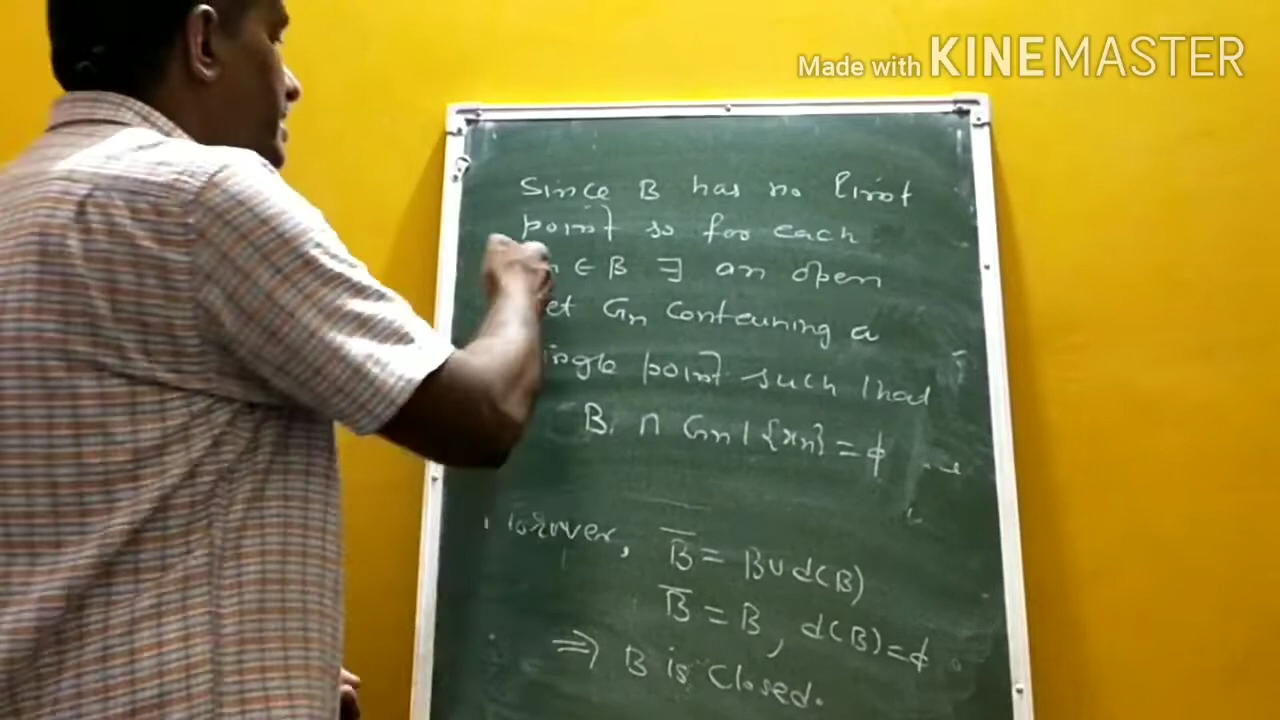 Made with KINEMASTER
Since B has no limit
point so for each
∈ B ∃ an open
Gn containing a
single point such that
B ∩ Gn \ {xn} = ϕ
B̄ = B ∪ d(B)
B̄ = B, d(B) = ϕ
⇒ B is closed.